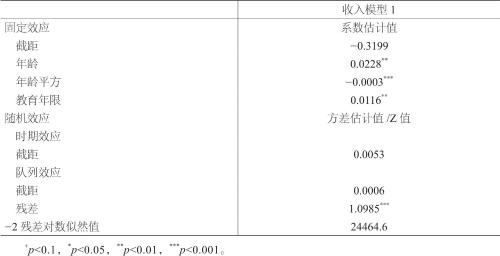 收入模型 1
固定效应 系数估计值
截距 −0.3199
年龄 0.0228**
年龄平方 −0.0003***
教育年限 0.0116**
随机效应 方差估计值 /Z 值
时期效应
截距 0.0053
队列效应
截距 0.0006
残差 1.0985***
−2 残差对数似然值 24464.6
+p<0.1，*p<0.05，**p<0.01，***p<0.001。